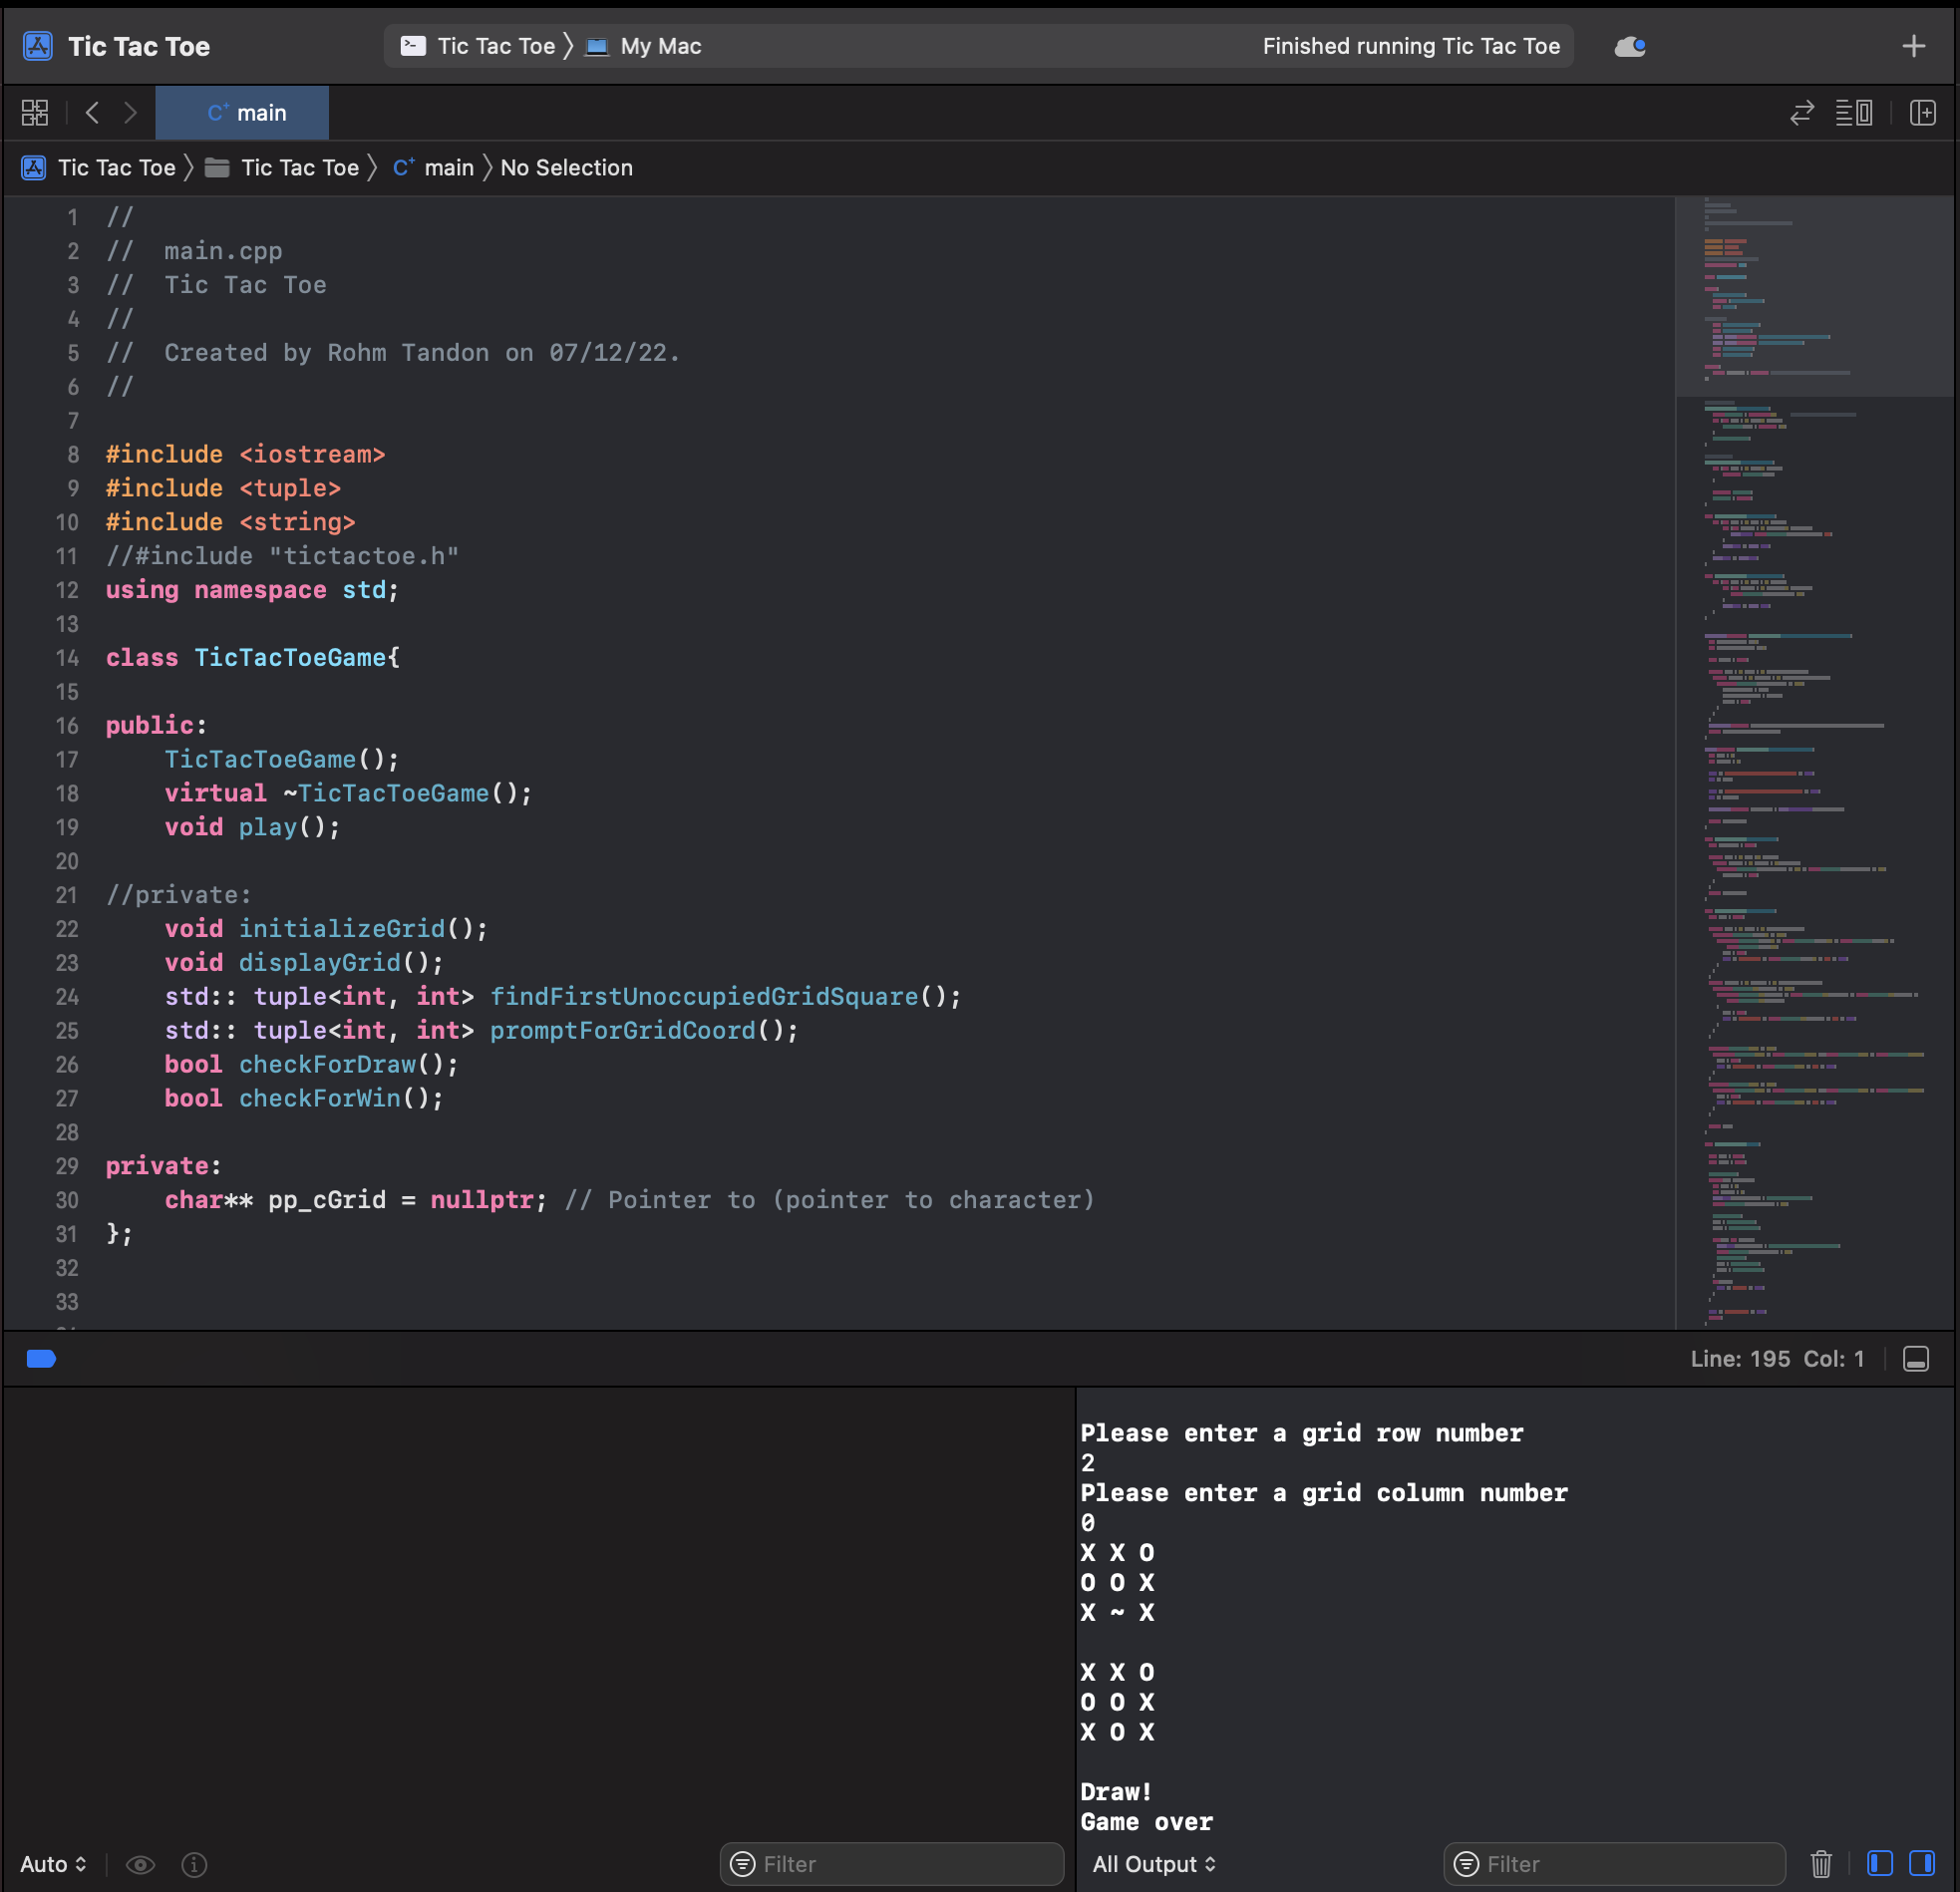 Tic Tac Toe
Tic Tac Toe 〉 My Mac
Finished running Tic Tac Toe
main
Tic Tac Toe 〉 Tic Tac Toe 〉 main 〉 No Selection
1 //
2 //  main.cpp
3 //  Tic Tac Toe
4 //
5 //  Created by Rohm Tandon on 07/12/22.
6 //
7
8 #include <iostream>
9 #include <tuple>
10 #include <string>
11 //#include "tictactoe.h"
12 using namespace std;
13
14 class TicTacToeGame{
15
16 public:
17     TicTacToeGame();
18     virtual ~TicTacToeGame();
19     void play();
20
21 //private:
22     void initializeGrid();
23     void displayGrid();
24     std:: tuple<int, int> findFirstUnoccupiedGridSquare();
25     std:: tuple<int, int> promptForGridCoord();
26     bool checkForDraw();
27     bool checkForWin();
28
29 private:
30     char** pp_cGrid = nullptr; // Pointer to (pointer to character)
31 };
32
33
Line: 195 Col: 1
Please enter a grid row number
2
Please enter a grid column number
0
X X O
O O X
X ~ X
X X O
O O X
X O X
Draw!
Game over
Auto
Filter
All Output
Filter